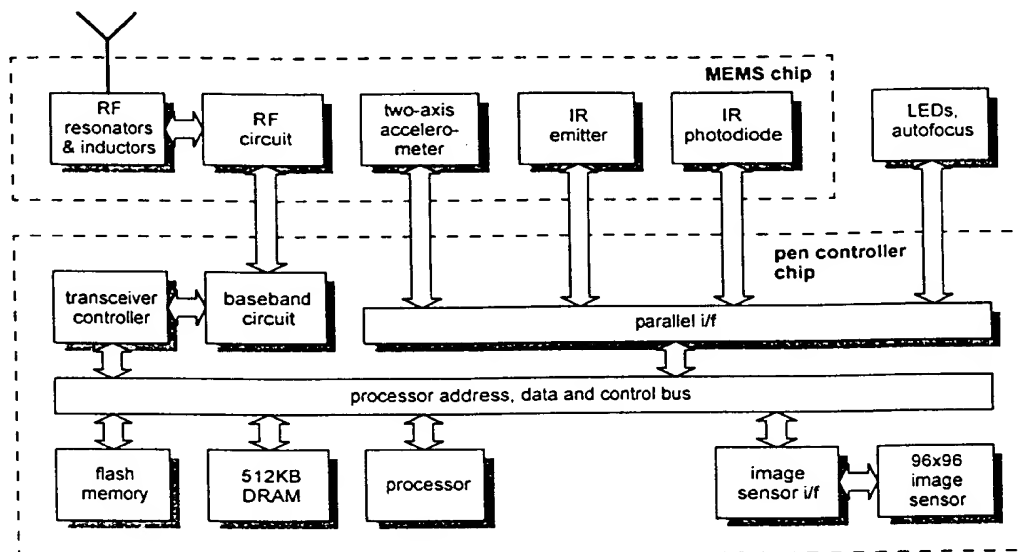 MEMS chip
RF
resonators
& inductors
RF
circuit
two-axis
accelero-
meter
IR
emitter
IR
photodiode
LEDs,
autofocus
pen controller
chip
transceiver
controller
baseband
circuit
parallel i/f
processor address, data and control bus
flash
memory
512KB
DRAM
processor
image
sensor i/f
96x96
image
sensor